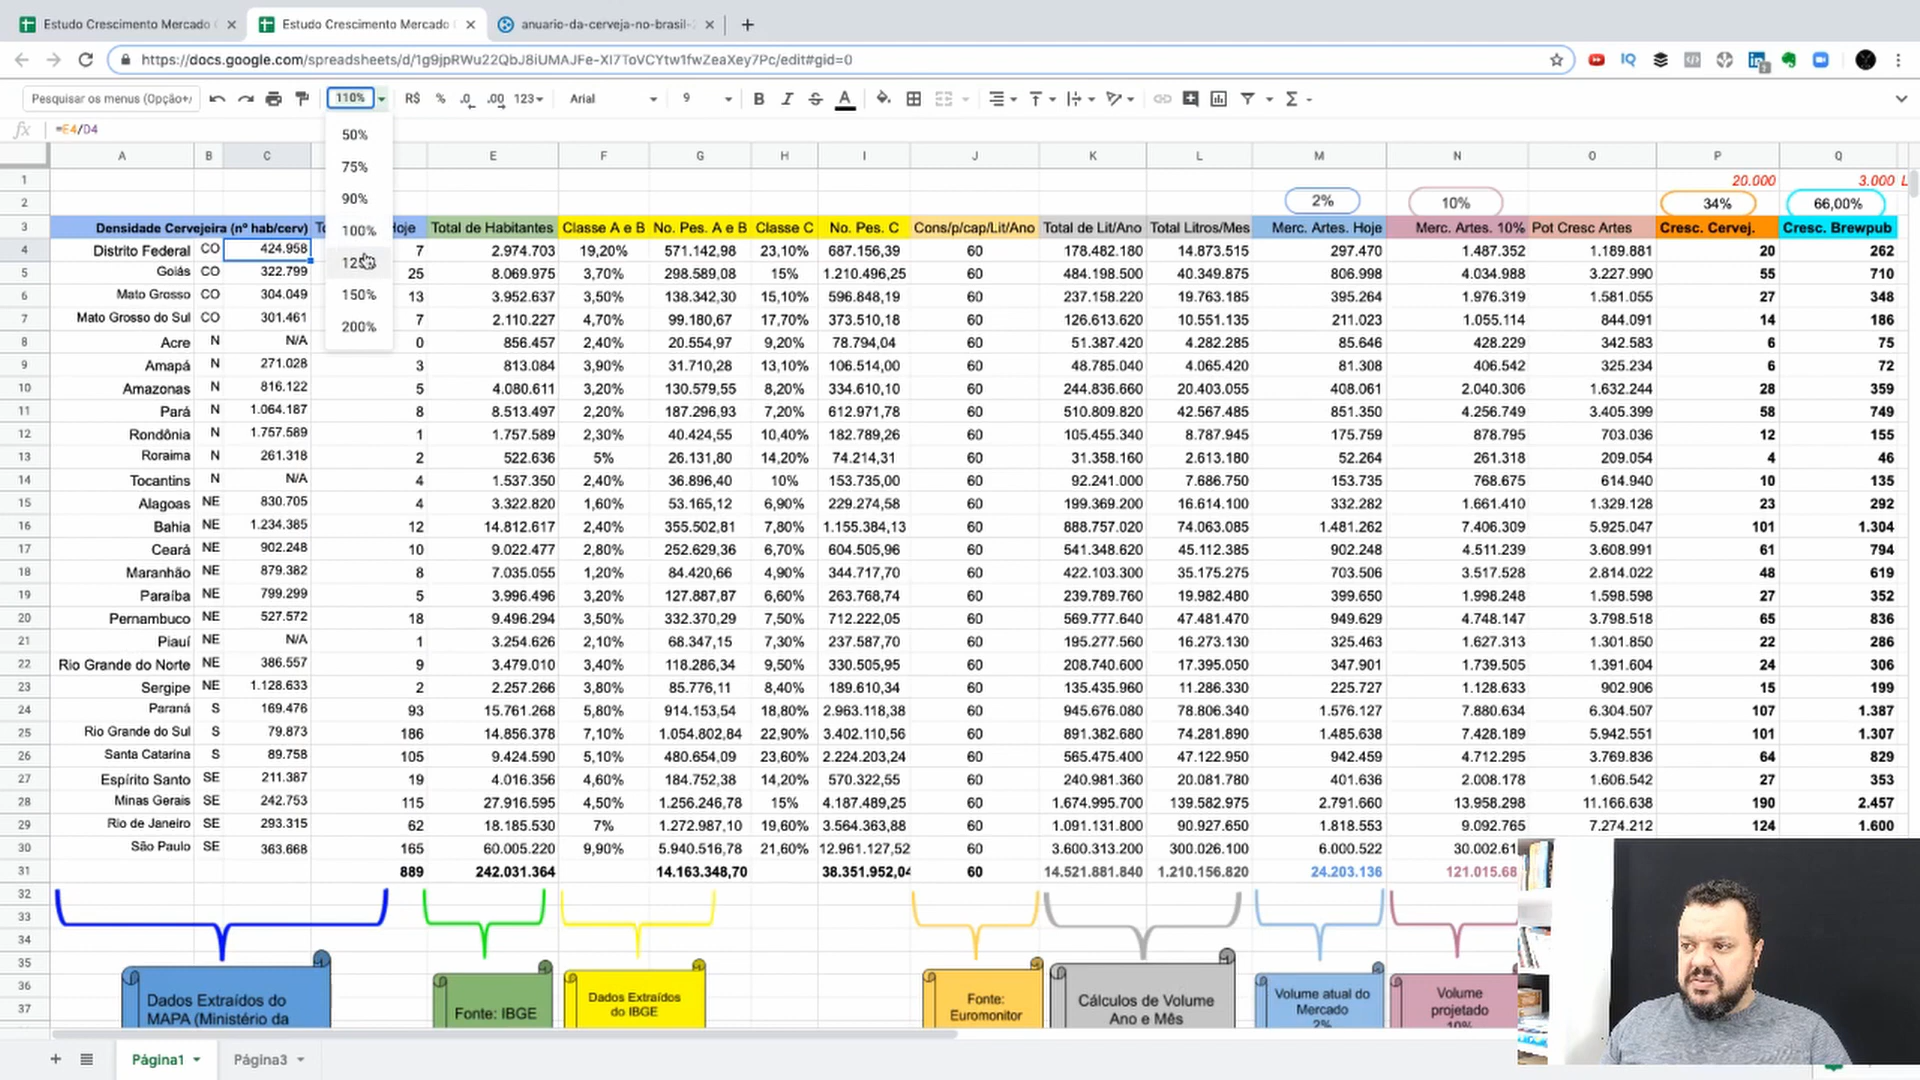 Estudo Crescimento Mercado
Estudo Crescimento Mercado
anuario-da-cerveja-no-brasil-
https://docs.google.com/spreadsheets/d/1g9jpRWu22QbJ8iUMAJFe-XI7ToVCYtw1fwZeaXey7Pc/edit#gid=0
Pesquisar os menus (Opção+/ 110% R$ % .0 .00 123 Arial 9 B I S A
fx =E4/D4
50%
75%
90%
100%
125%
150%
200%
A B C E F G H I J K L M N O P Q
1 20.000 3.000 L
2 2% 10% 34% 66,00%
3 Densidade Cervejeira (nº hab/cerv) Hoje Total de Habitantes Classe A e B No. Pes. A e B Classe C No. Pes. C Cons/p/cap/Lit/Ano Total de Lit/Ano Total Litros/Mes Merc. Artes. Hoje Merc. Artes. 10% Pot Cresc Artes Cresc. Cervej. Cresc. Brewpub
4 Distrito Federal CO 424.958 7 2.974.703 19,20% 571.142,98 23,10% 687.156,39 60 178.482.180 14.873.515 297.470 1.487.352 1.189.881 20 262
5 Goiás CO 322.799 25 8.069.975 3,70% 298.589,08 15% 1.210.496,25 60 484.198.500 40.349.875 806.998 4.034.988 3.227.990 55 710
6 Mato Grosso CO 304.049 13 3.952.637 3,50% 138.342,30 15,10% 596.848,19 60 237.158.220 19.763.185 395.264 1.976.319 1.581.055 27 348
7 Mato Grosso do Sul CO 301.461 7 2.110.227 4,70% 99.180,67 17,70% 373.510,18 60 126.613.620 10.551.135 211.023 1.055.114 844.091 14 186
8 Acre N N/A 0 856.457 2,40% 20.554,97 9,20% 78.794,04 60 51.387.420 4.282.285 85.646 428.229 342.583 6 75
9 Amapá N 271.028 3 813.084 3,90% 31.710,28 13,10% 106.514,00 60 48.785.040 4.065.420 81.308 406.542 325.234 6 72
10 Amazonas N 816.122 5 4.080.611 3,20% 130.579,55 8,20% 334.610,10 60 244.836.660 20.403.055 408.061 2.040.306 1.632.244 28 359
11 Pará N 1.064.187 8 8.513.497 2,20% 187.296,93 7,20% 612.971,78 60 510.809.820 42.567.485 851.350 4.256.749 3.405.399 58 749
12 Rondônia N 1.757.589 1 1.757.589 2,30% 40.424,55 10,40% 182.789,26 60 105.455.340 8.787.945 175.759 878.795 703.036 12 155
13 Roraima N 261.318 2 522.636 5% 26.131,80 14,20% 74.214,31 60 31.358.160 2.613.180 52.264 261.318 209.054 4 46
14 Tocantins N N/A 4 1.537.350 2,40% 36.896,40 10% 153.735,00 60 92.241.000 7.686.750 153.735 768.675 614.940 10 135
15 Alagoas NE 830.705 4 3.322.820 1,60% 53.165,12 6,90% 229.274,58 60 199.369.200 16.614.100 332.282 1.661.410 1.329.128 23 292
16 Bahia NE 1.234.385 12 14.812.617 2,40% 355.502,81 7,80% 1.155.384,13 60 888.757.020 74.063.085 1.481.262 7.406.309 5.925.047 101 1.304
17 Ceará NE 902.248 10 9.022.477 2,80% 252.629,36 6,70% 604.505,96 60 541.348.620 45.112.385 902.248 4.511.239 3.608.991 61 794
18 Maranhão NE 879.382 8 7.035.055 1,20% 84.420,66 4,90% 344.717,70 60 422.103.300 35.175.275 703.506 3.517.528 2.814.022 48 619
19 Paraíba NE 799.299 5 3.996.496 3,20% 127.887,87 6,60% 263.768,74 60 239.789.760 19.982.480 399.650 1.998.248 1.598.598 27 352
20 Pernambuco NE 527.572 18 9.496.294 3,50% 332.370,29 7,50% 712.222,05 60 569.777.640 47.481.470 949.629 4.748.147 3.798.518 65 836
21 Piauí NE N/A 1 3.254.626 2,10% 68.347,15 7,30% 237.587,70 60 195.277.560 16.273.130 325.463 1.627.313 1.301.850 22 286
22 Rio Grande do Norte NE 386.557 9 3.479.010 3,40% 118.286,34 9,50% 330.505,95 60 208.740.600 17.395.050 347.901 1.739.505 1.391.604 24 306
23 Sergipe NE 1.128.633 2 2.257.266 3,80% 85.776,11 8,40% 189.610,34 60 135.435.960 11.286.330 225.727 1.128.633 902.906 15 199
24 Paraná S 169.476 93 15.761.268 5,80% 914.153,54 18,80% 2.963.118,38 60 945.676.080 78.806.340 1.576.127 7.880.634 6.304.507 107 1.387
25 Rio Grande do Sul S 79.873 186 14.856.378 7,10% 1.054.802,84 22,90% 3.402.110,56 60 891.382.680 74.281.890 1.485.638 7.428.189 5.942.551 101 1.307
26 Santa Catarina S 89.758 105 9.424.590 5,10% 480.654,09 23,60% 2.224.203,24 60 565.475.400 47.122.950 942.459 4.712.295 3.769.836 64 829
27 Espírito Santo SE 211.387 19 4.016.356 4,60% 184.752,38 14,20% 570.322,55 60 240.981.360 20.081.780 401.636 2.008.178 1.606.542 27 353
28 Minas Gerais SE 242.753 115 27.916.595 4,50% 1.256.246,78 15% 4.187.489,25 60 1.674.995.700 139.582.975 2.791.660 13.958.298 11.166.638 190 2.457
29 Rio de Janeiro SE 293.315 62 18.185.530 7% 1.272.987,10 19,60% 3.564.363,88 60 1.091.131.800 90.927.650 1.818.553 9.092.765 7.274.212 124 1.600
30 São Paulo SE 363.668 165 60.005.220 9,90% 5.940.516,78 21,60% 12.961.127,52 60 3.600.313.200 300.026.100 6.000.522 30.002.61
31 889 242.031.364 14.163.348,70 38.351.952,04 60 14.521.881.840 1.210.156.820 24.203.136 121.015.68
32
33
34
35
36
37
Dados Extraídos do
MAPA (Ministério da
Fonte: IBGE
Dados Extraídos
do IBGE
Fonte:
Euromonitor
Cálculos de Volume
Ano e Mês
Volume atual do
Mercado
2%
Volume
projetado
10%
Página1 Página3